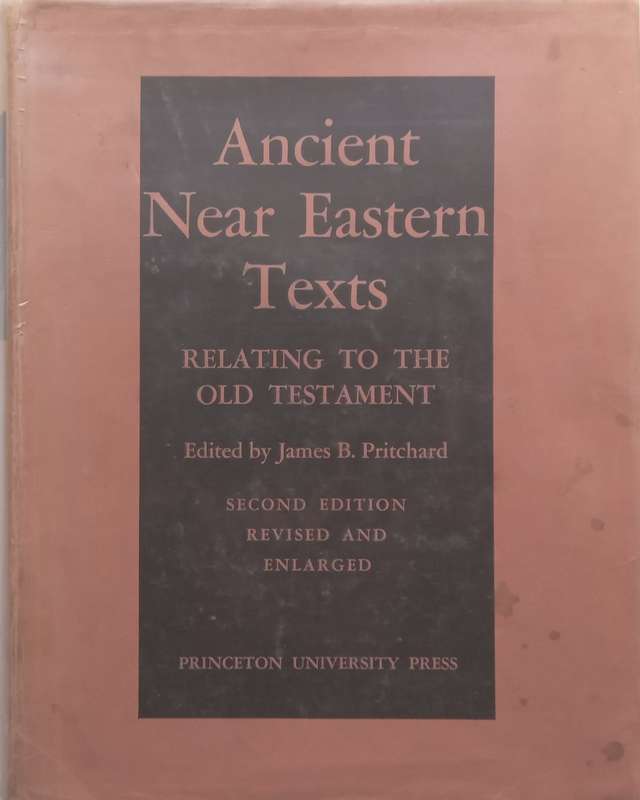 Ancient
Near Eastern
Texts
RELATING TO THE
OLD TESTAMENT
Edited by James B. Pritchard
SECOND EDITION
REVISED AND
ENLARGED
PRINCETON UNIVERSITY PRESS